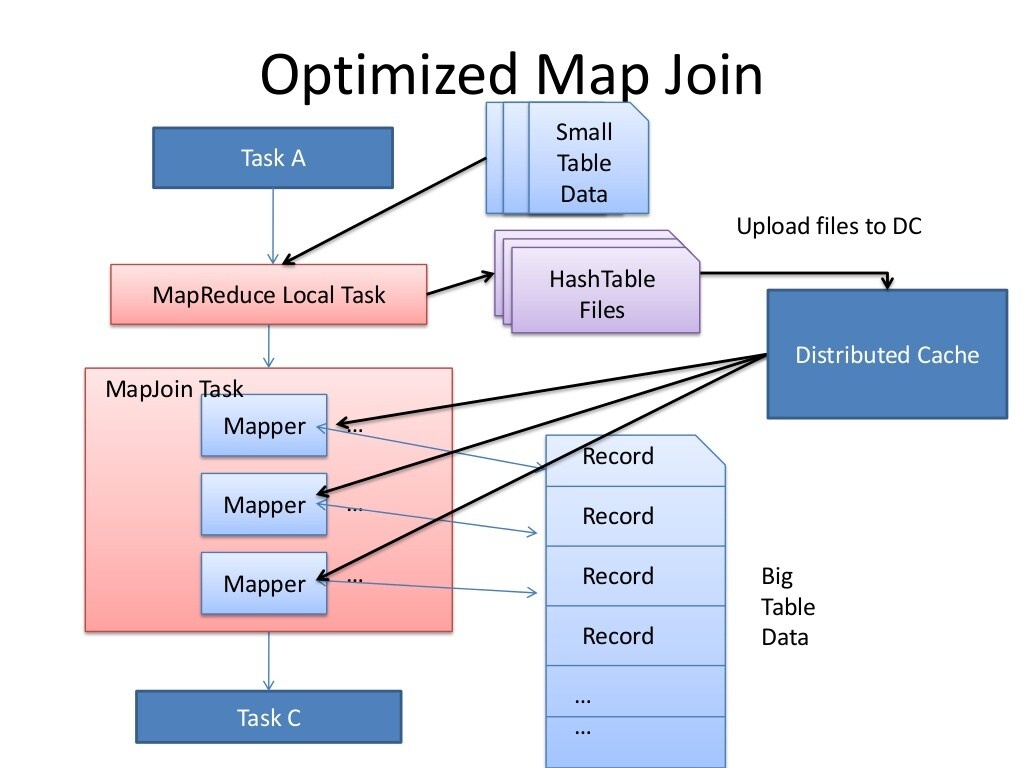 Optimized Map Join
Task A
Small
Table
Data
Upload files to DC
MapReduce Local Task
HashTable
Files
Distributed Cache
MapJoin Task
Mapper
...
Mapper
...
Mapper
...
Record
Record
Record
Record
...
...
Big
Table
Data
Task C